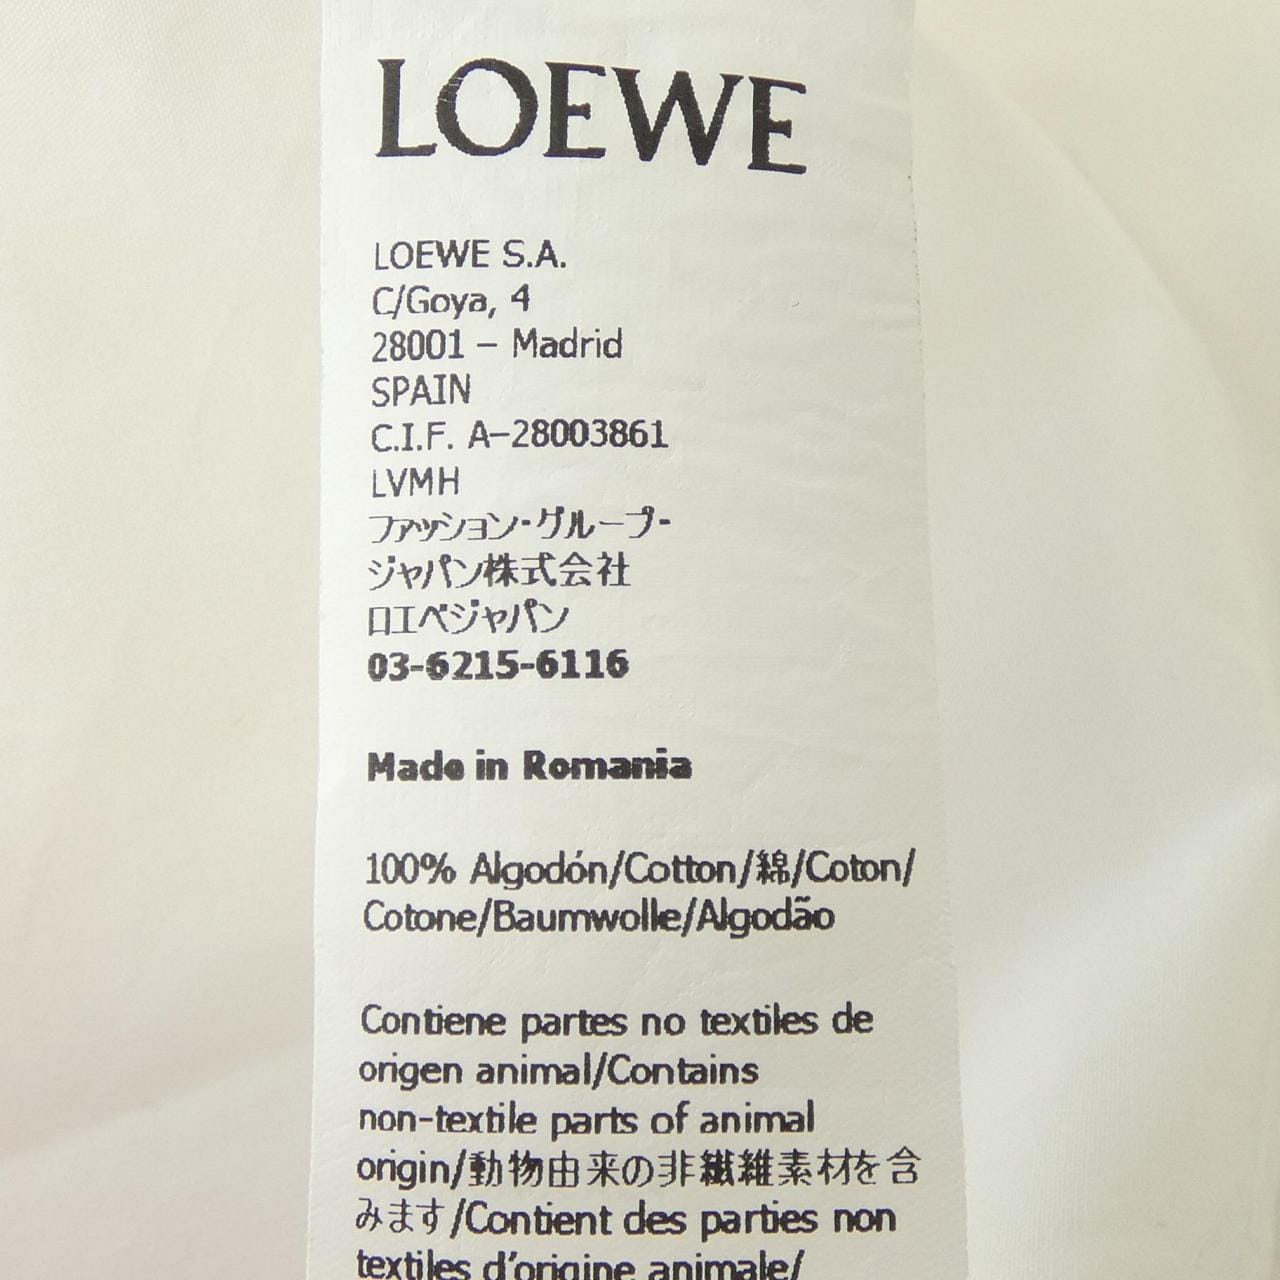 LOEWE
LOEWE S.A.
C/Goya, 4
28001 – Madrid
SPAIN
C.I.F. A–28003861
LVMH
ファッション・グループ・
ジャパン株式会社
ロエベジャパン
03-6215-6116
Made in Romania
100% Algodón/Cotton/綿/Coton/
Cotone/Baumwolle/Algodão
Contiene partes no textiles de
origen animal/Contains
non-textile parts of animal
origin/動物由来の非繊維素材を含
みます/Contient des parties non
textiles d'origine animale/